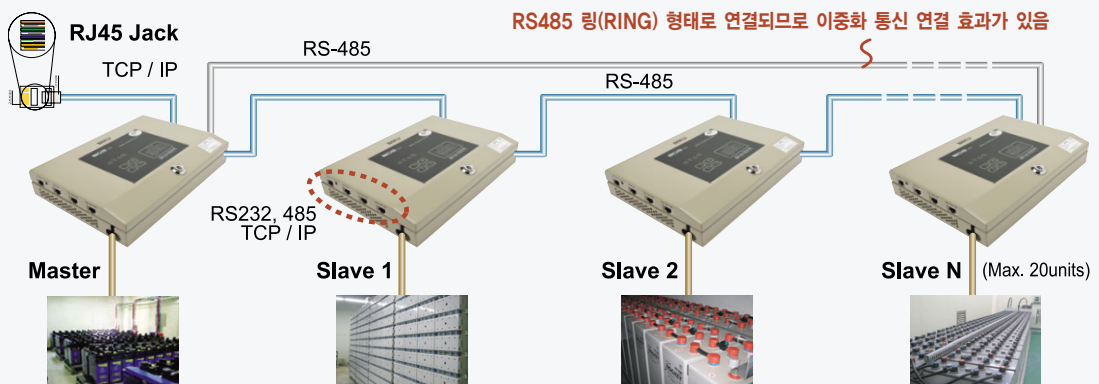 RS485 링(RING) 형태로 연결되므로 이중화 통신 연결 효과가 있음
RJ45 Jack
TCP / IP
RS-485
RS-485
RS232, 485
TCP / IP
Master
Slave 1
Slave 2
Slave N (Max. 20units)